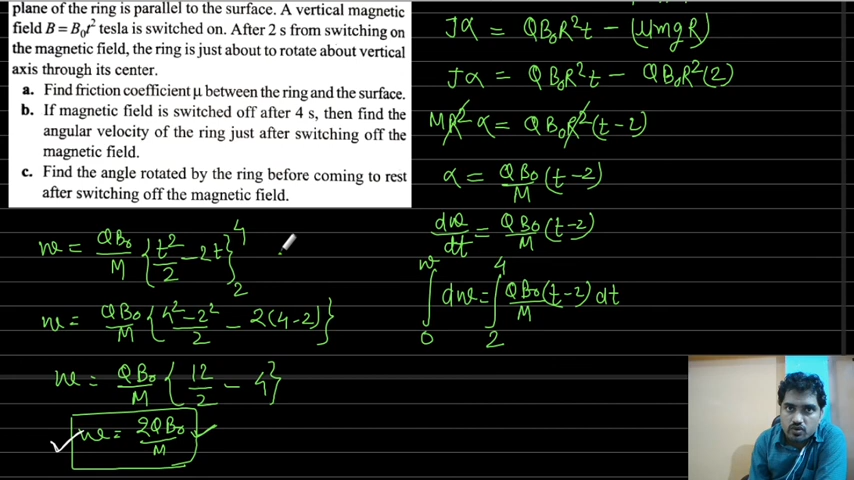 plane of the ring is parallel to the surface. A vertical magnetic
field B = B₀t² tesla is switched on. After 2 s from switching on
the magnetic field, the ring is just about to rotate about vertical
axis through its center.
a. Find friction coefficient μ between the ring and the surface.
b. If magnetic field is switched off after 4 s, then find the
angular velocity of the ring just after switching off the
magnetic field.
c. Find the angle rotated by the ring before coming to rest
after switching off the magnetic field.
Iα = QB₀R²t - (μmgR)
Iα = QB₀R²t - QB₀R²(2)
MR²α = QB₀R²(t-2)
α = QB₀/M (t-2)
dω/dt = QB₀/M (t-2)
∫₀^ω dω = ∫₂⁴ QB₀/M (t-2) dt
ω = QB₀/M {t²/2 - 2t}₂⁴
ω = QB₀/M {(4²-2²)/2 - 2(4-2)}
ω = QB₀/M {12/2 - 4}
ω = 2QB₀/M